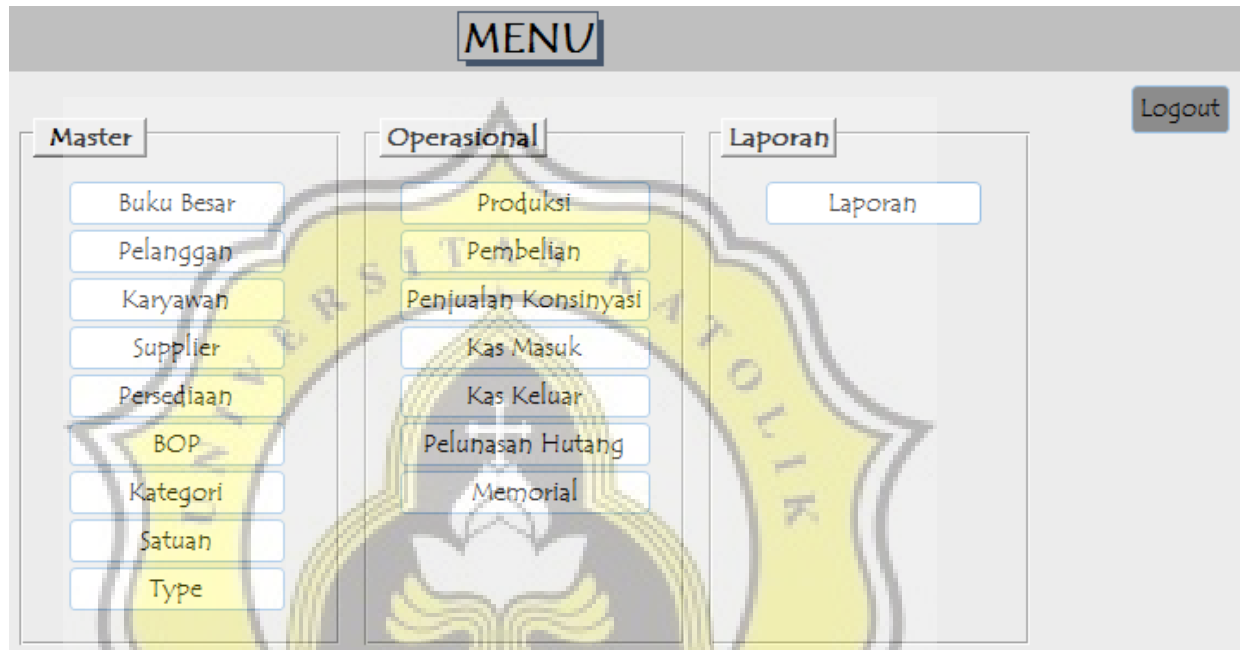 MENU
Logout
Master
Buku Besar
Pelanggan
Karyawan
Supplier
Persediaan
BOP
Kategori
Satuan
Type
Operasional
Produksi
Pembelian
Penjualan Konsinyasi
Kas Masuk
Kas Keluar
Pelunasan Hutang
Memorial
Laporan
Laporan